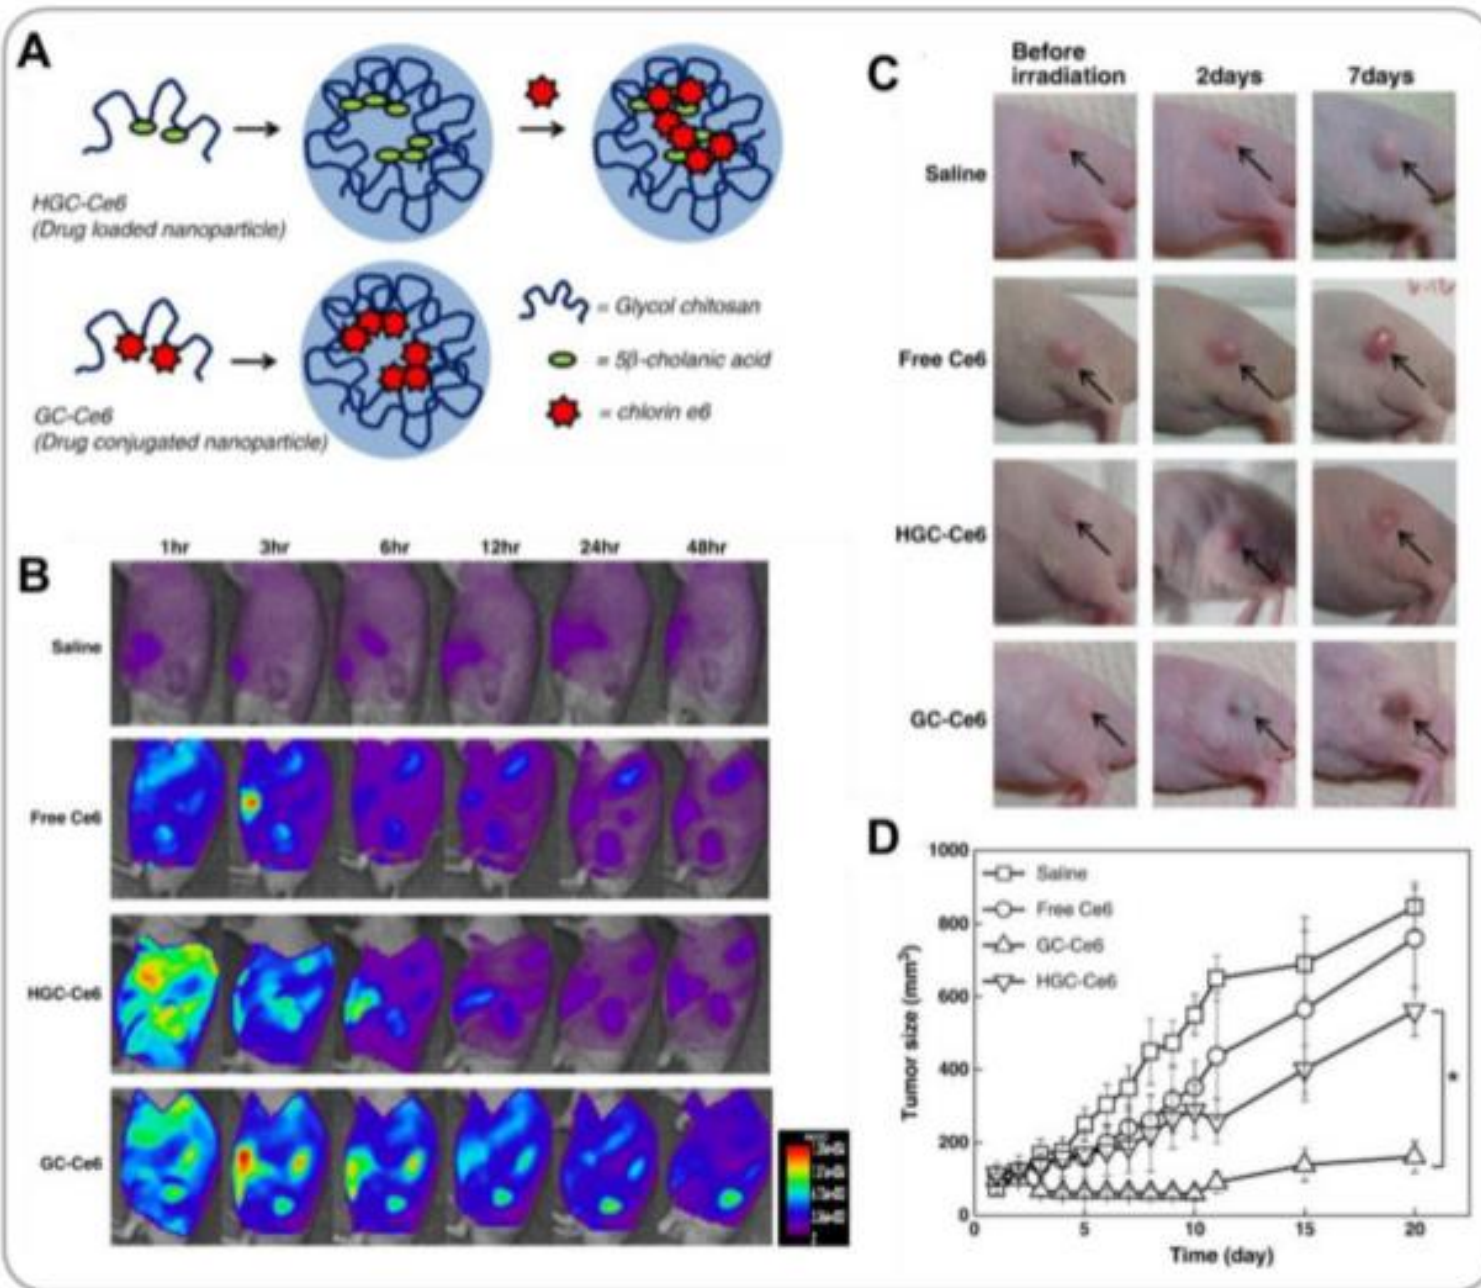 A
HGC-Ce6
(Drug loaded nanoparticle)
GC-Ce6
(Drug conjugated nanoparticle)
= Glycol chitosan
= 5β-cholanic acid
= chlorin e6
B
1hr 3hr 6hr 12hr 24hr 48hr
Saline
Free Ce6
HGC-Ce6
GC-Ce6
C
Before
irradiation 2days 7days
Saline
Free Ce6
HGC-Ce6
GC-Ce6
D
1000
800
600
400
200
0
Tumor size (mm³)
Saline
Free Ce6
GC-Ce6
HGC-Ce6
*
0 5 10 15 20
Time (day)